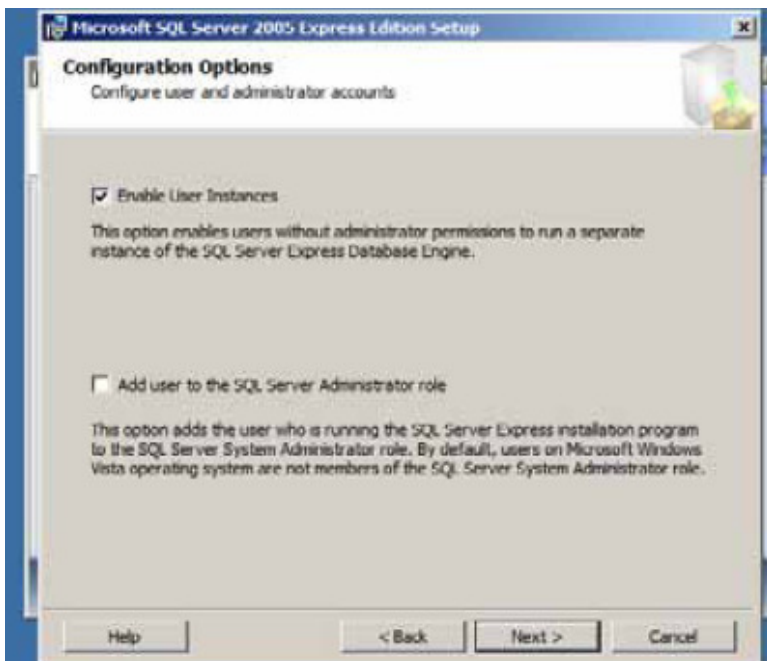 Microsoft SQL Server 2005 Express Edition Setup
Configuration Options
Configure user and administrator accounts
Enable User Instances
This option enables users without administrator permissions to run a separate
instance of the SQL Server Express Database Engine.
Add user to the SQL Server Administrator role
This option adds the user who is running the SQL Server Express installation program
to the SQL Server System Administrator role. By default, users on Microsoft Windows
Vista operating system are not members of the SQL Server System Administrator role.
Help
< Back
Next >
Cancel